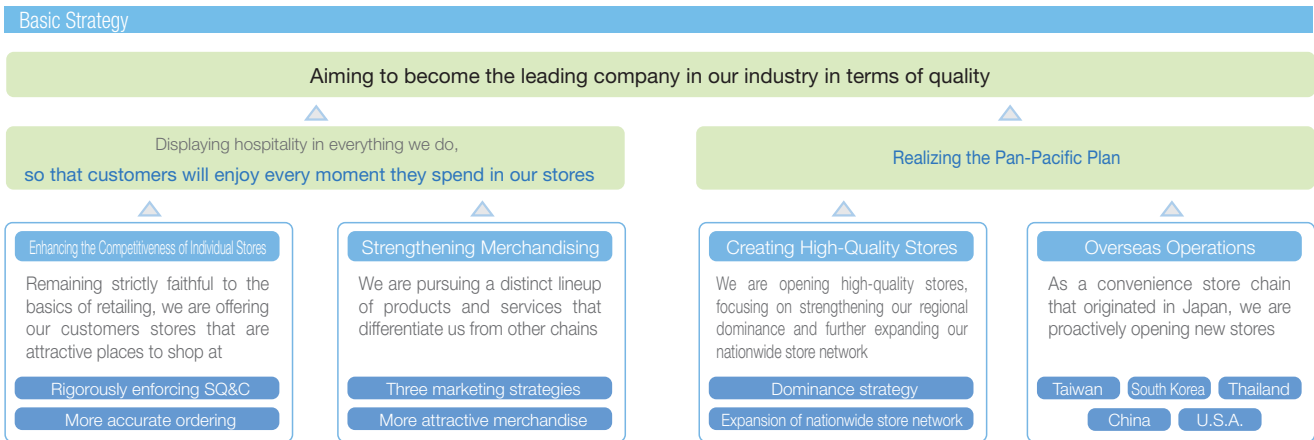 Basic Strategy
Aiming to become the leading company in our industry in terms of quality
Displaying hospitality in everything we do,
so that customers will enjoy every moment they spend in our stores
Realizing the Pan-Pacific Plan
Enhancing the Competitiveness of Individual Stores
Remaining strictly faithful to the
basics of retailing, we are offering
our customers stores that are
attractive places to shop at
Rigorously enforcing SQ&C
More accurate ordering
Strengthening Merchandising
We are pursuing a distinct lineup
of products and services that
differentiate us from other chains
Three marketing strategies
More attractive merchandise
Creating High-Quality Stores
We are opening high-quality stores,
focusing on strengthening our regional
dominance and further expanding our
nationwide store network
Dominance strategy
Expansion of nationwide store network
Overseas Operations
As a convenience store chain
that originated in Japan, we are
proactively opening new stores
Taiwan South Korea Thailand
China U.S.A.